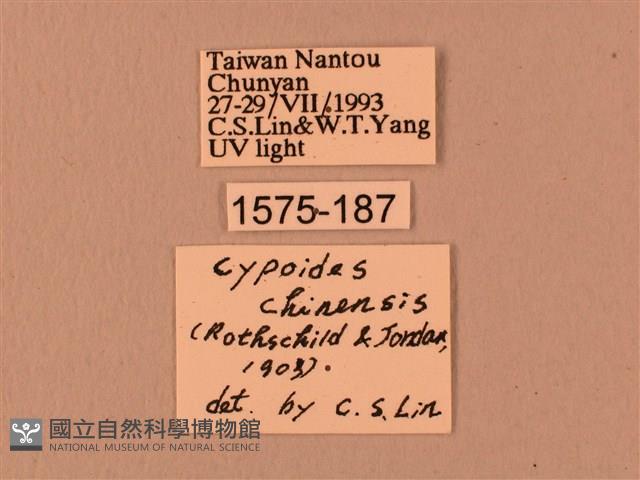 Taiwan Nantou
Chunyan
27-29/VII/1993
C.S.Lin&W.T.Yang
UV light
1575-187
Cypoides
chinensis
(Rothschild & Jordan,
1903).
det. by C.S.Lin
國立自然科學博物館
NATIONAL MUSEUM OF NATURAL SCIENCE